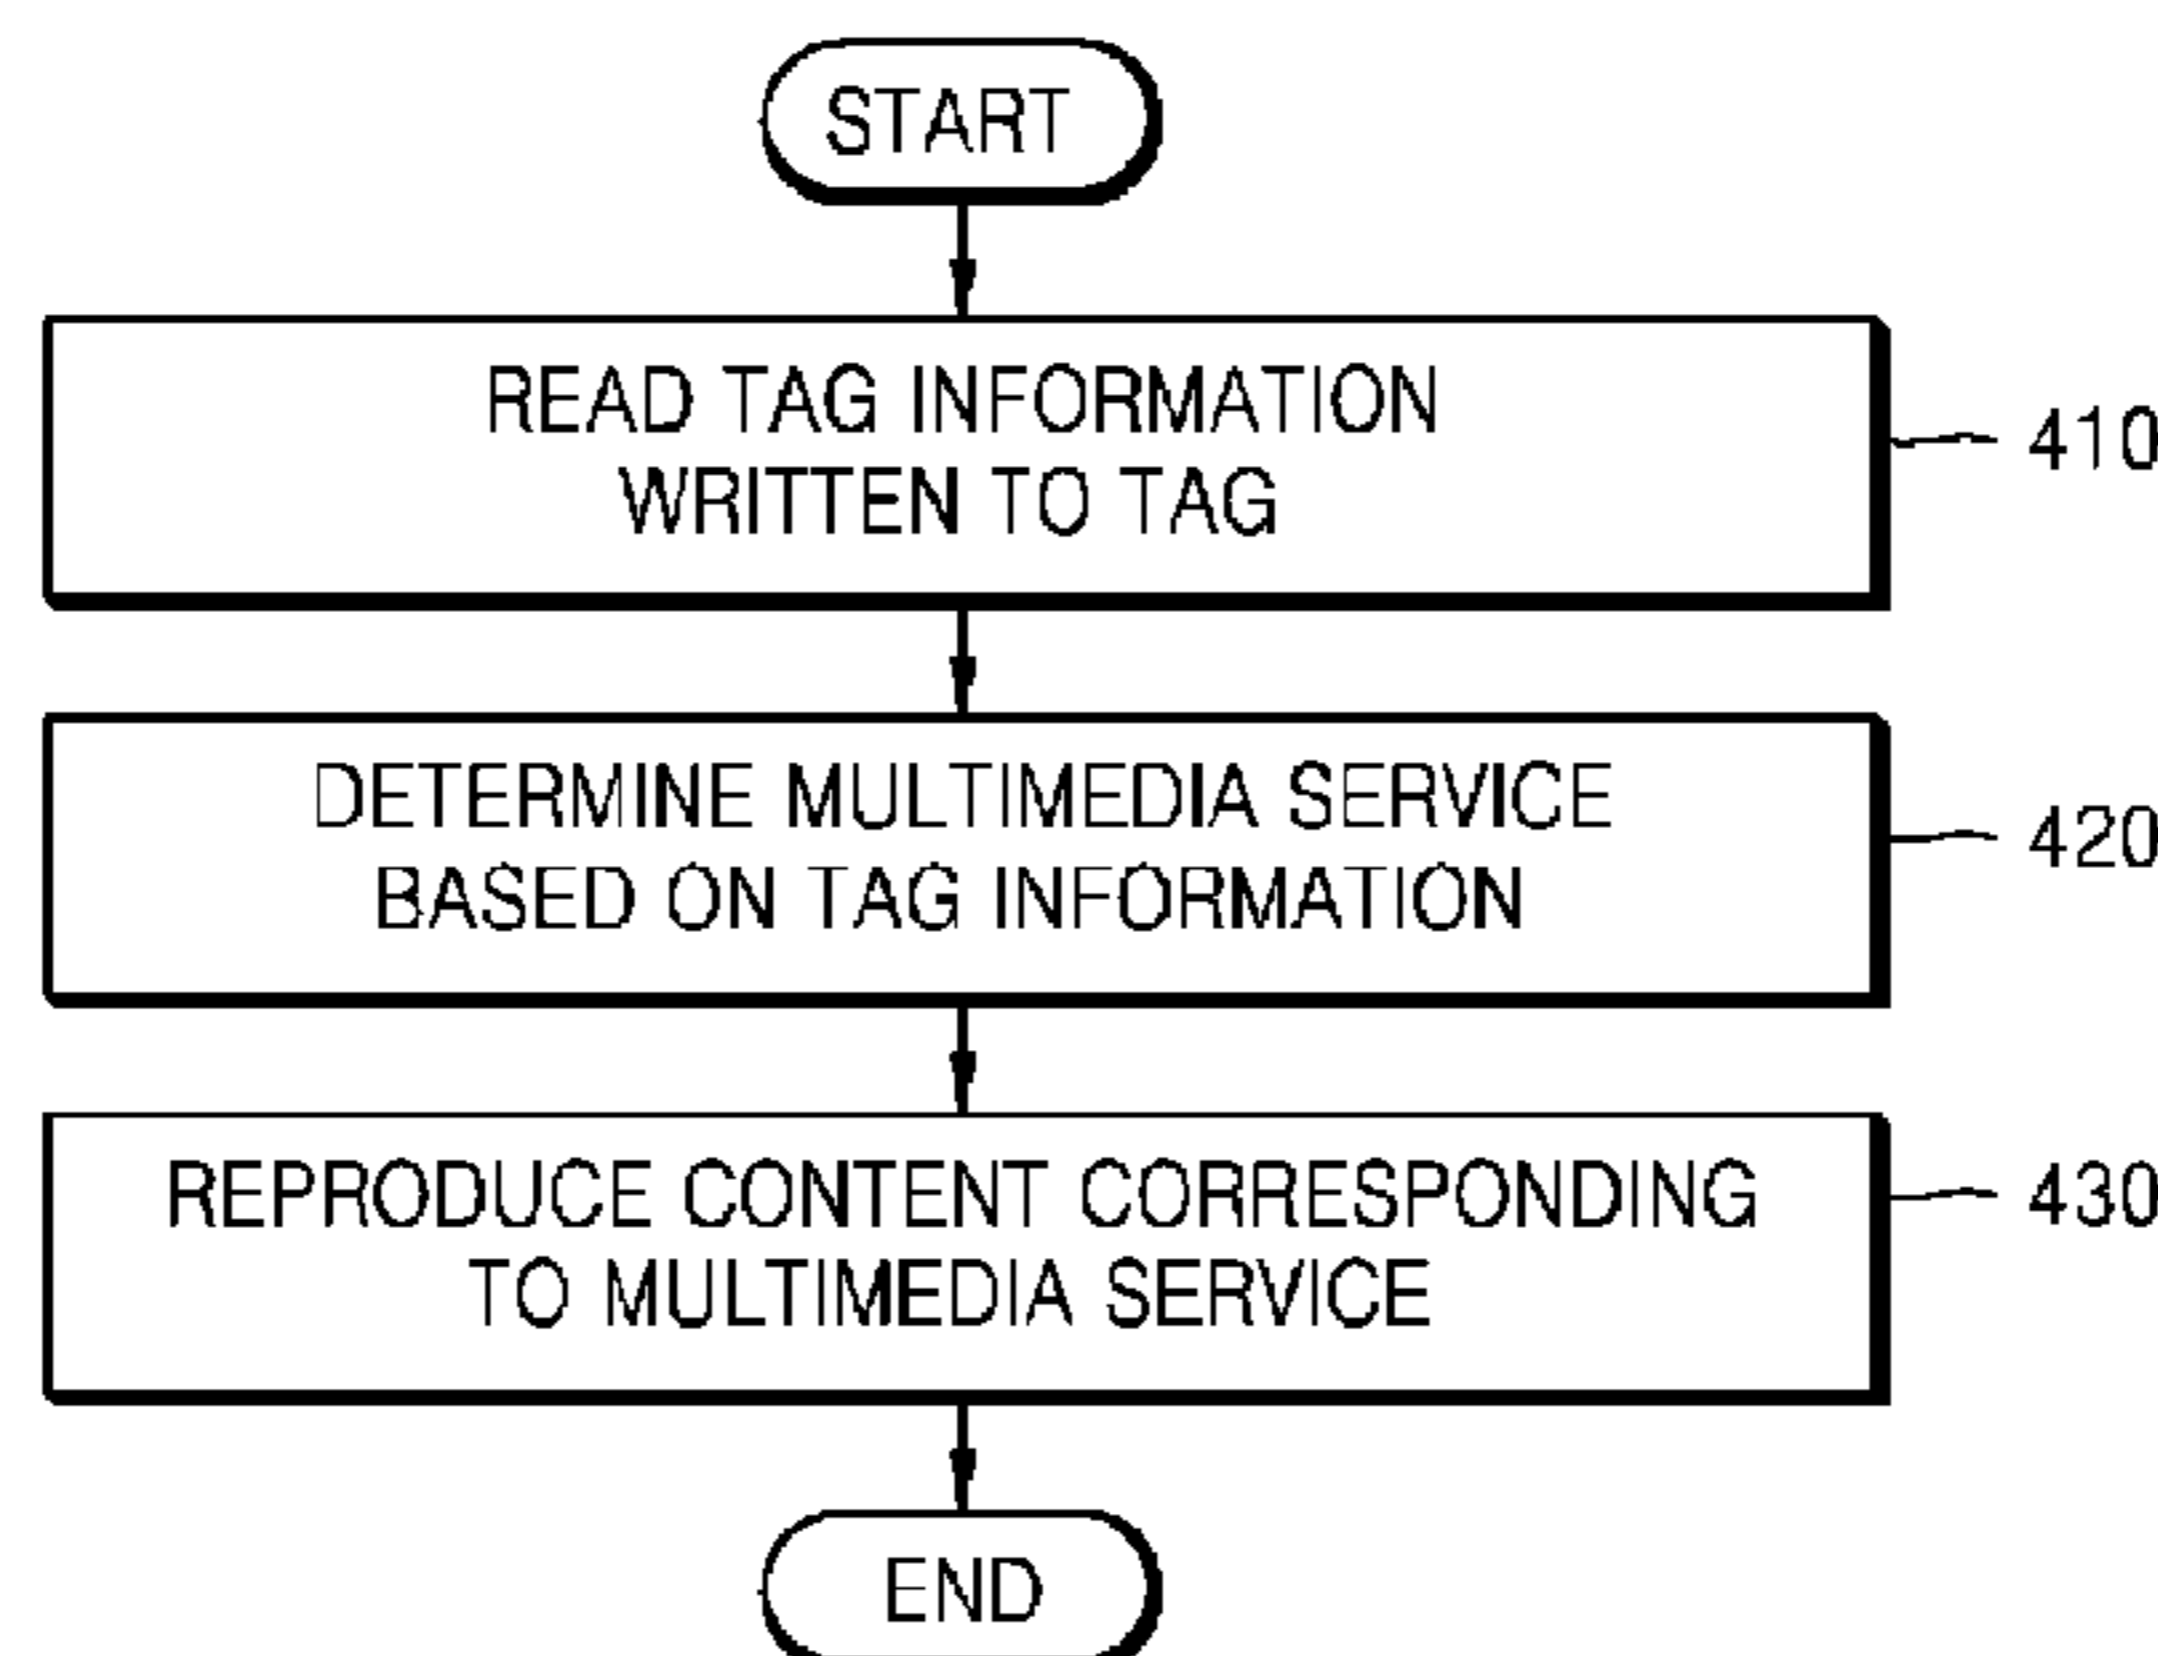 START
READ TAG INFORMATION
WRITTEN TO TAG
410
DETERMINE MULTIMEDIA SERVICE
BASED ON TAG INFORMATION
420
REPRODUCE CONTENT CORRESPONDING
TO MULTIMEDIA SERVICE
430
END